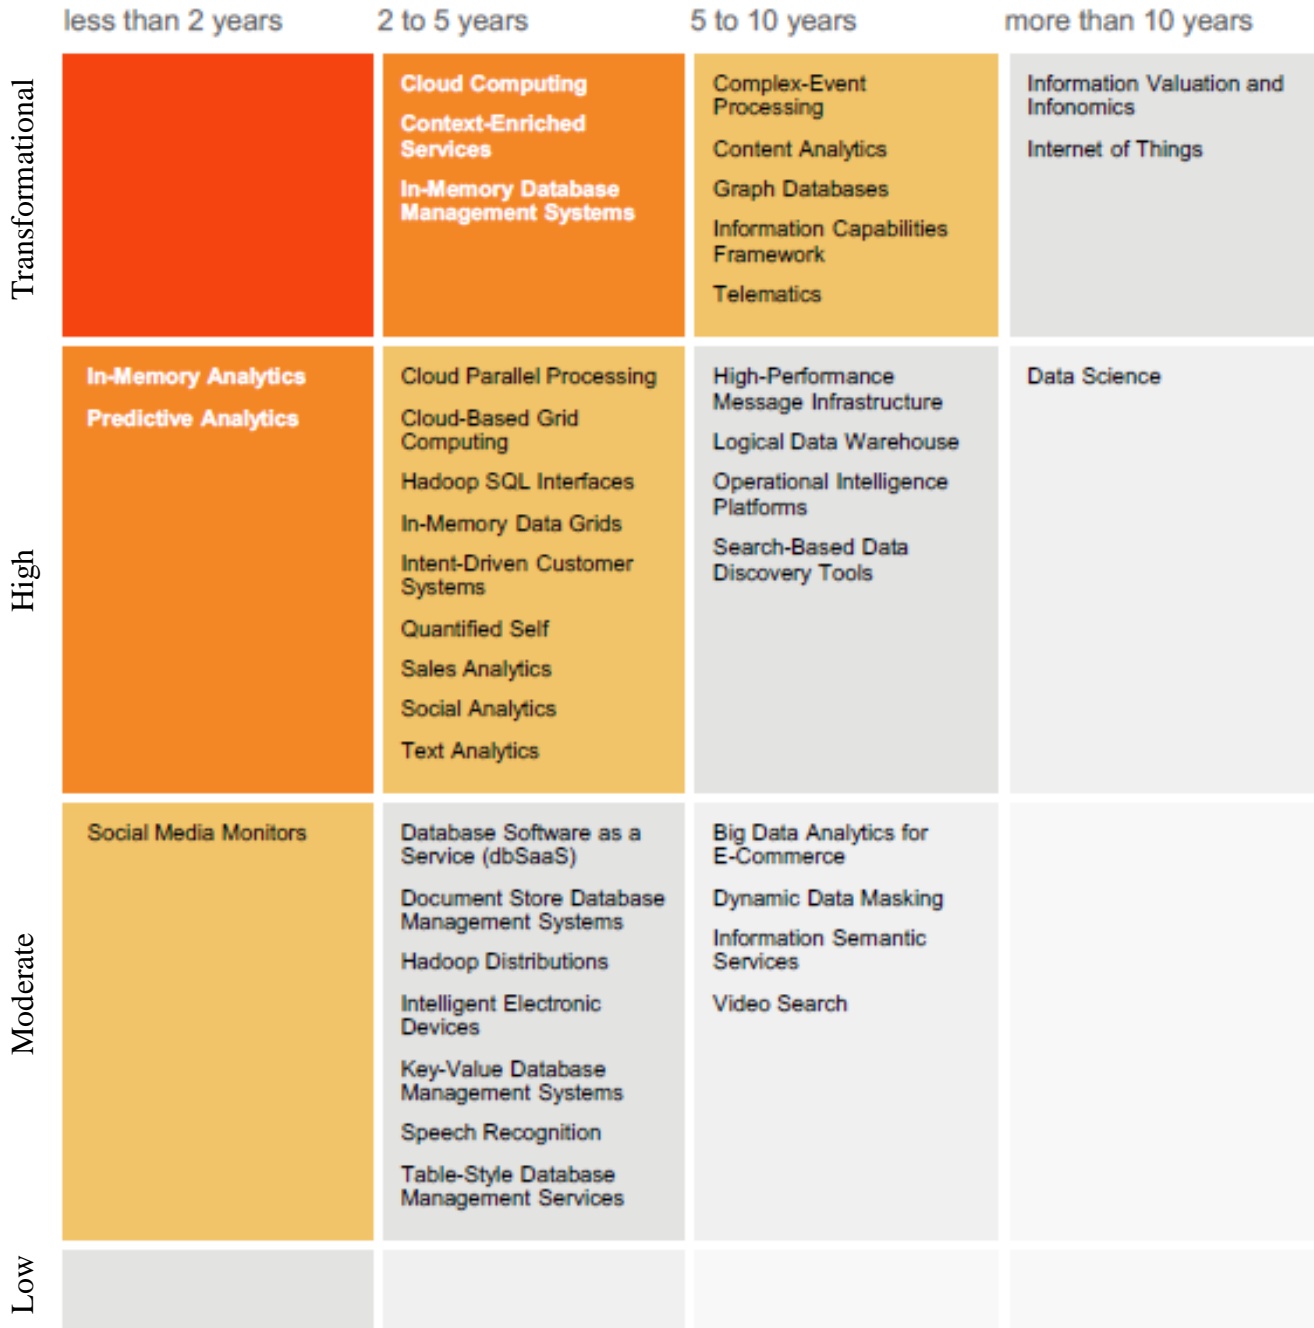 less than 2 years
2 to 5 years
5 to 10 years
more than 10 years
Transformational
Cloud Computing
Context-Enriched
Services
In-Memory Database
Management Systems
Complex-Event
Processing
Content Analytics
Graph Databases
Information Capabilities
Framework
Telematics
Information Valuation and
Infonomics
Internet of Things
High
In-Memory Analytics
Predictive Analytics
Cloud Parallel Processing
Cloud-Based Grid
Computing
Hadoop SQL Interfaces
In-Memory Data Grids
Intent-Driven Customer
Systems
Quantified Self
Sales Analytics
Social Analytics
Text Analytics
High-Performance
Message Infrastructure
Logical Data Warehouse
Operational Intelligence
Platforms
Search-Based Data
Discovery Tools
Data Science
Moderate
Social Media Monitors
Database Software as a
Service (dbSaaS)
Document Store Database
Management Systems
Hadoop Distributions
Intelligent Electronic
Devices
Key-Value Database
Management Systems
Speech Recognition
Table-Style Database
Management Services
Big Data Analytics for
E-Commerce
Dynamic Data Masking
Information Semantic
Services
Video Search
Low